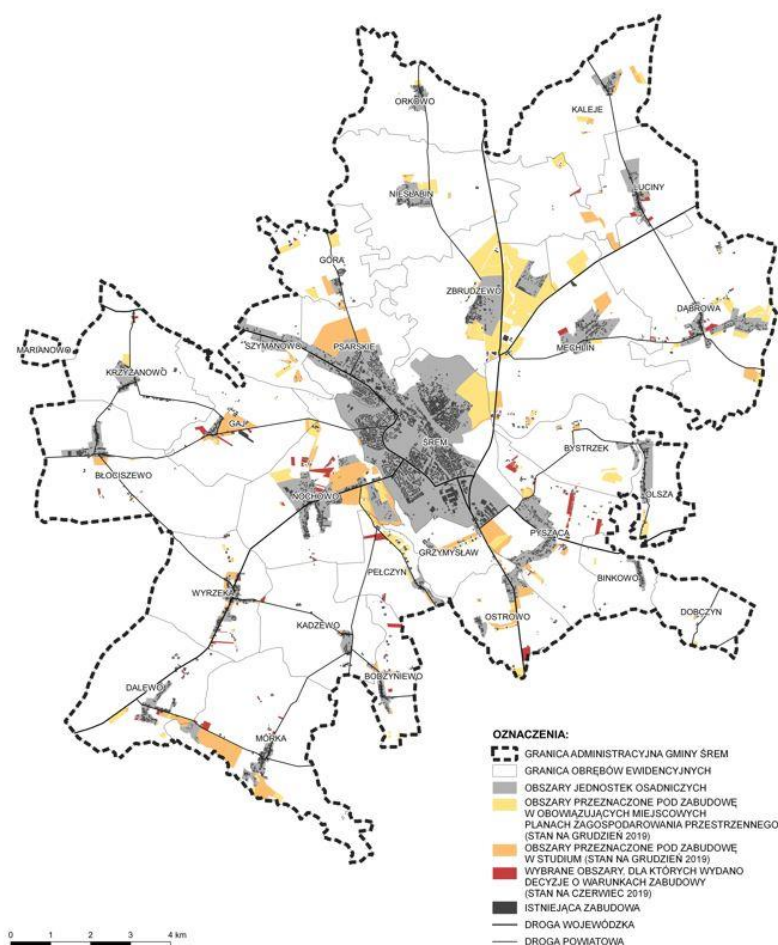 ORKOWO
KALEJE
NIESŁABIN
LUCINY
GÓRA
ZBRUDZEWO
DĄBROWA
SZYMANOWO
PSARSKIE
MECHLIN
MARIANOWO
KRZYŻANOWO
GAJ
ŚREM
BYSTRZEK
BŁOCISZEWO
NOCHOWO
OLSZA
PYSZĄCA
GRZYMYSŁAW
PEŁCZYN
BINKOWO
WYRZEKA
OSTROWO
DOBCZYN
KADZEWO
BODZYNIEWO
DALEWO
MÓRKA
OZNACZENIA:
GRANICA ADMINISTRACYJNA GMINY ŚREM
GRANICA OBRĘBÓW EWIDENCYJNYCH
OBSZARY JEDNOSTEK OSADNICZYCH
OBSZARY PRZEZNACZONE POD ZABUDOWĘ
W OBOWIĄZUJĄCYCH MIEJSCOWYCH
PLANACH ZAGOSPODAROWANIA PRZESTRZENNEGO
(STAN NA GRUDZIEŃ 2019)
OBSZARY PRZEZNACZONE POD ZABUDOWĘ
W STUDIUM (STAN NA GRUDZIEŃ 2019)
WYBRANE OBSZARY, DLA KTÓRYCH WYDANO
DECYZJE O WARUNKACH ZABUDOWY
(STAN NA CZERWIEC 2019)
ISTNIEJĄCA ZABUDOWA
DROGA WOJEWÓDZKA
DROGA POWIATOWA
0 1 2 3 4 km